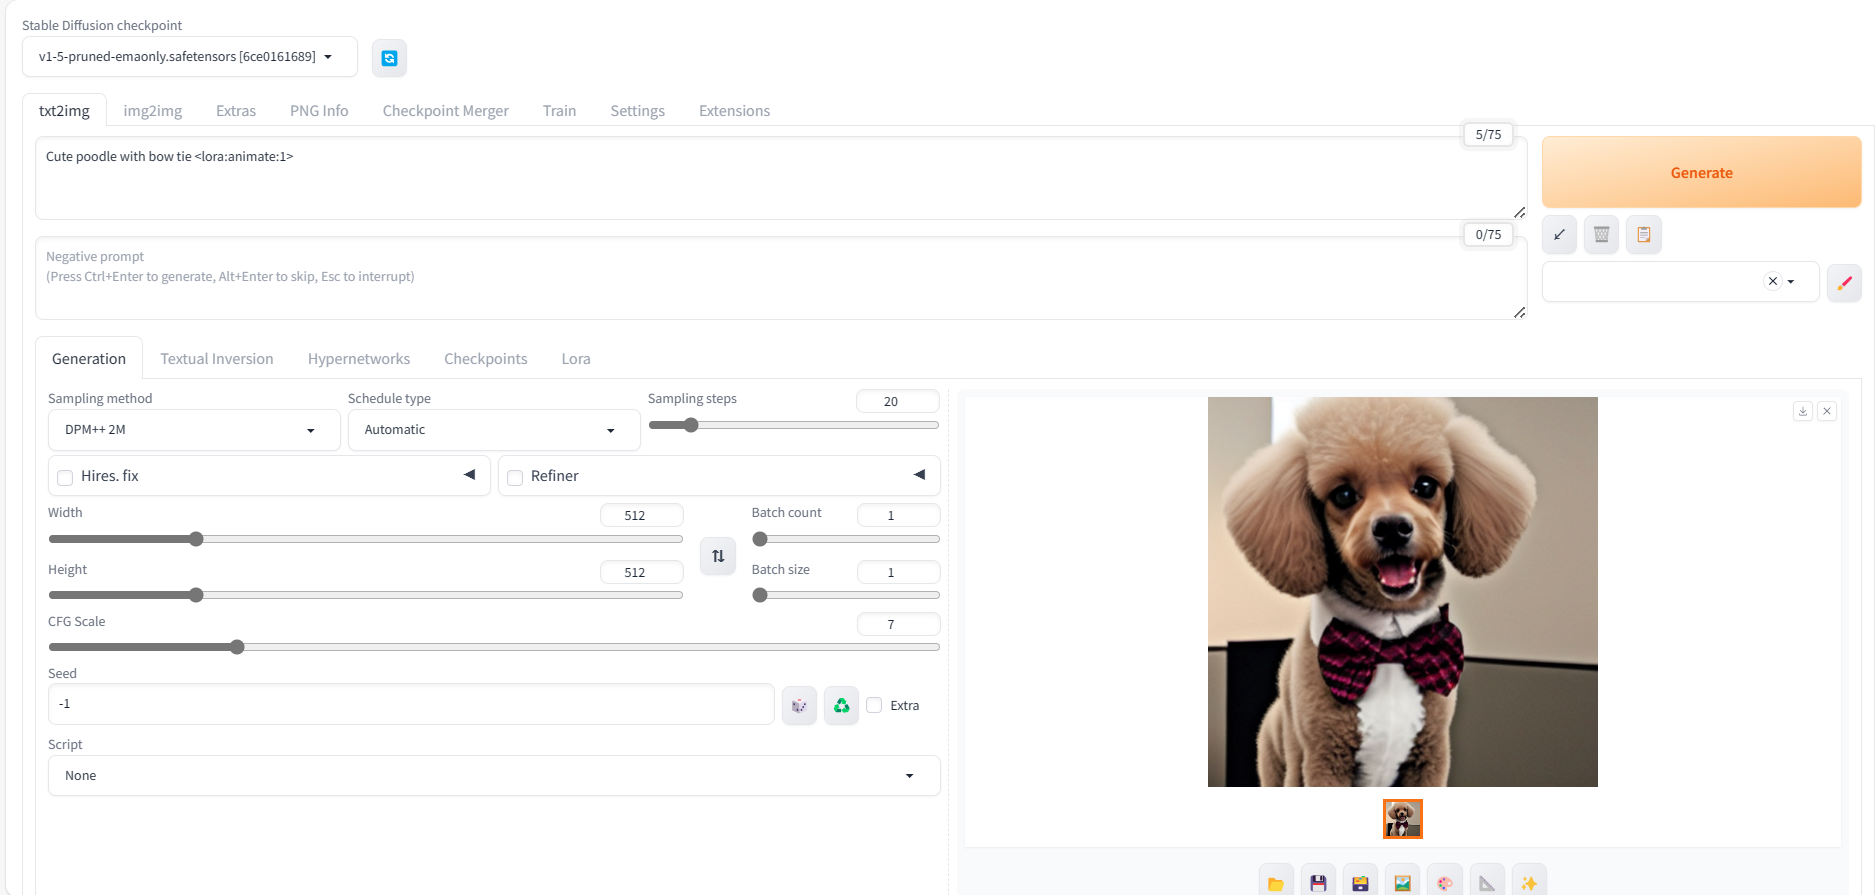 Stable Diffusion checkpoint
v1-5-pruned-emaonly.safetensors [6ce0161689]
txt2img
img2img
Extras
PNG Info
Checkpoint Merger
Train
Settings
Extensions
5/75
Cute poodle with bow tie <lora:animate:1>
Generate
0/75
Negative prompt
(Press Ctrl+Enter to generate, Alt+Enter to skip, Esc to interrupt)
Generation
Textual Inversion
Hypernetworks
Checkpoints
Lora
Sampling method
Schedule type
Sampling steps
20
DPM++ 2M
Automatic
Hires. fix
Refiner
Width
512
Batch count
1
Height
512
Batch size
1
CFG Scale
7
Seed
-1
Extra
Script
None